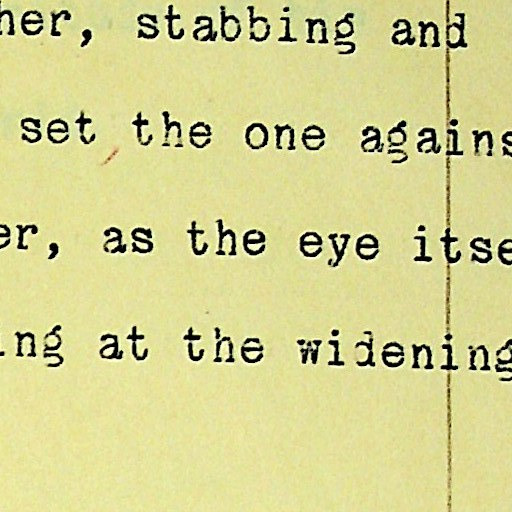 her, stabbing and
set the one agains
er, as the eye itse
ing at the widening